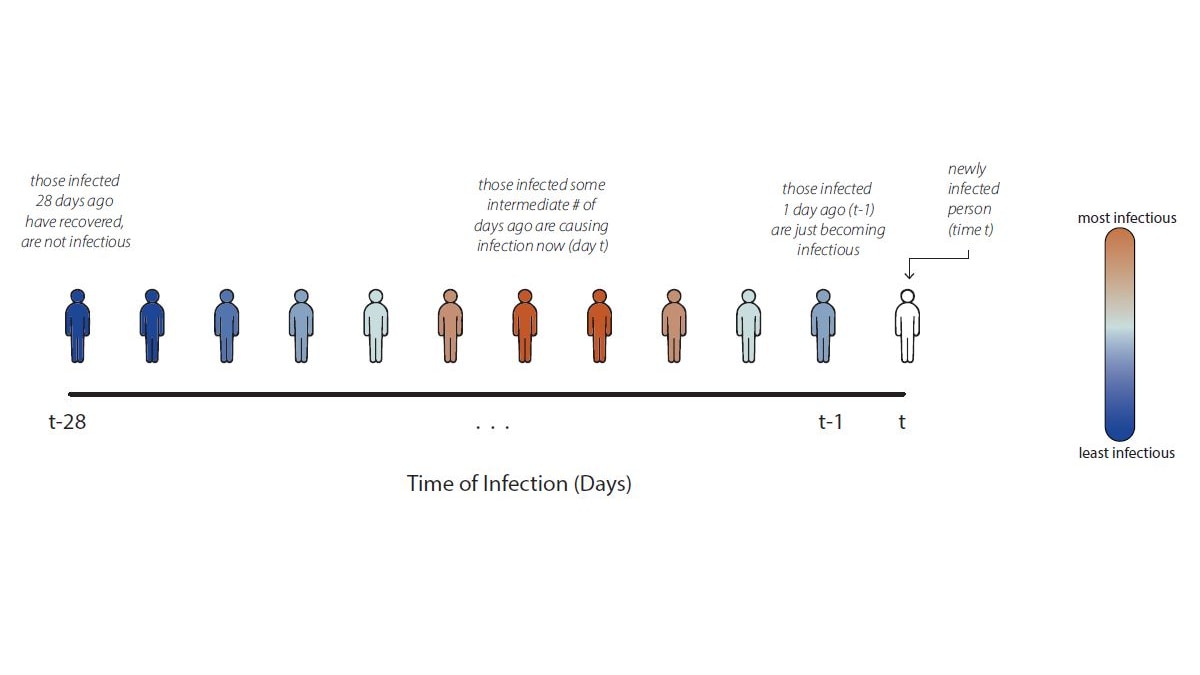 those infected
28 days ago
have recovered,
are not infectious
those infected some
intermediate # of
days ago are causing
infection now (day t)
those infected
1 day ago (t-1)
are just becoming
infectious
newly
infected
person
(time t)
most infectious
least infectious
t-28
. . .
t-1
t
Time of Infection (Days)